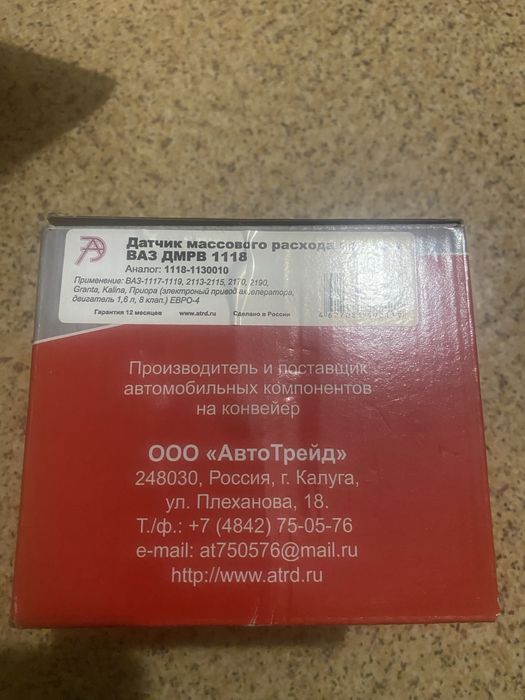 Датчик массового расхода
ВАЗ ДМРВ 1118
Аналог: 1118-1130010
Применение: ВАЗ-1117-1119, 2113-2115, 2170, 2190,
Granta, Kalina, Приора (электроный привод акселератора,
двигатель 1,6 л, 8 клап.) ЕВРО-4
Гарантия 12 месяцев www.atrd.ru Сделано в России
Производитель и поставщик
автомобильных компонентов
на конвейер
ООО «АвтоТрейд»
248030, Россия, г. Калуга,
ул. Плеханова, 18.
Т./ф.: +7 (4842) 75-05-76
e-mail: at750576@mail.ru
http://www.atrd.ru